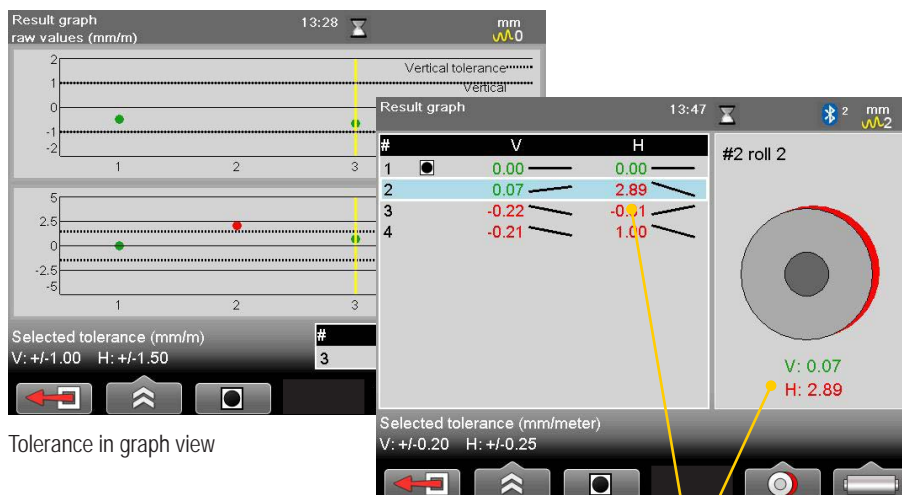 Result graph
raw values (mm/m)
13:28
mm
0
2
1
0
-1
-2
Vertical tolerance
Vertical
1 2 3
5
2.5
0
-2.5
-5
1 2 3
Selected tolerance (mm/m)
V: +/-1.00 H: +/-1.50
#
3
Tolerance in graph view
Result graph
13:47
2
mm
2
# V H
1 0.00 0.00
2 0.07 2.89
3 -0.22
4 -0.21 1.00
#2 roll 2
V: 0.07
H: 2.89
Selected tolerance (mm/meter)
V: +/-0.20 H: +/-0.25